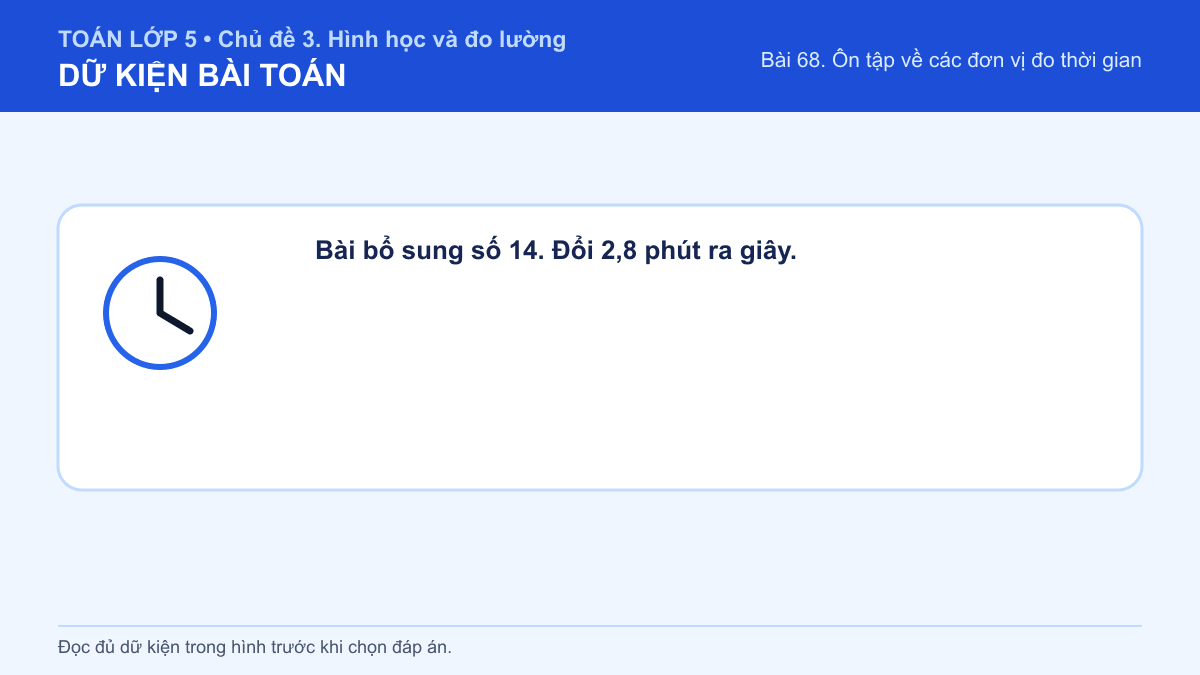 TOÁN LỚP 5 • Chủ đề 3. Hình học và đo lường
DỮ KIỆN BÀI TOÁN
Bài 68. Ôn tập về các đơn vị đo thời gian
Bài bổ sung số 14. Đổi 2,8 phút ra giây.
Đọc đủ dữ kiện trong hình trước khi chọn đáp án.